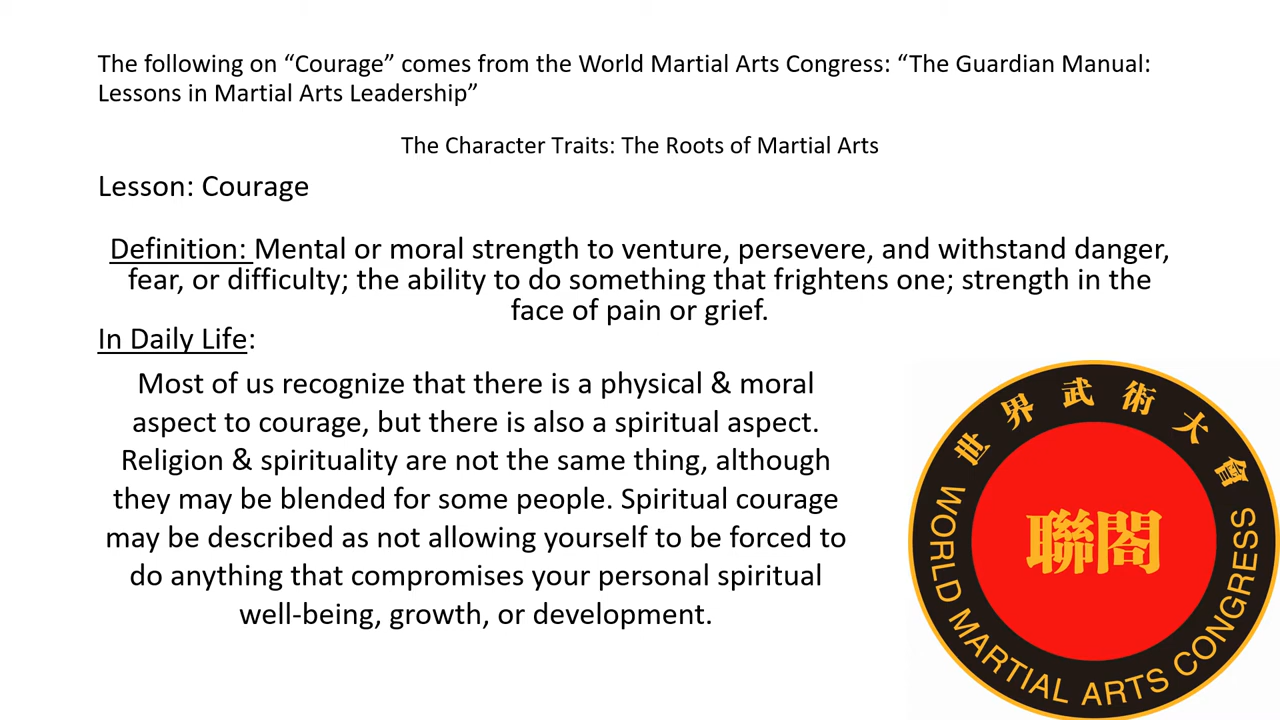 The following on “Courage” comes from the World Martial Arts Congress: “The Guardian Manual:
Lessons in Martial Arts Leadership”
The Character Traits: The Roots of Martial Arts
Lesson: Courage
Definition: Mental or moral strength to venture, persevere, and withstand danger,
fear, or difficulty; the ability to do something that frightens one; strength in the
face of pain or grief.
In Daily Life:
Most of us recognize that there is a physical & moral
aspect to courage, but there is also a spiritual aspect.
Religion & spirituality are not the same thing, although
they may be blended for some people. Spiritual courage
may be described as not allowing yourself to be forced to
do anything that compromises your personal spiritual
well-being, growth, or development.
世界武術大會
聯閤
WORLD MARTIAL ARTS CONGRESS